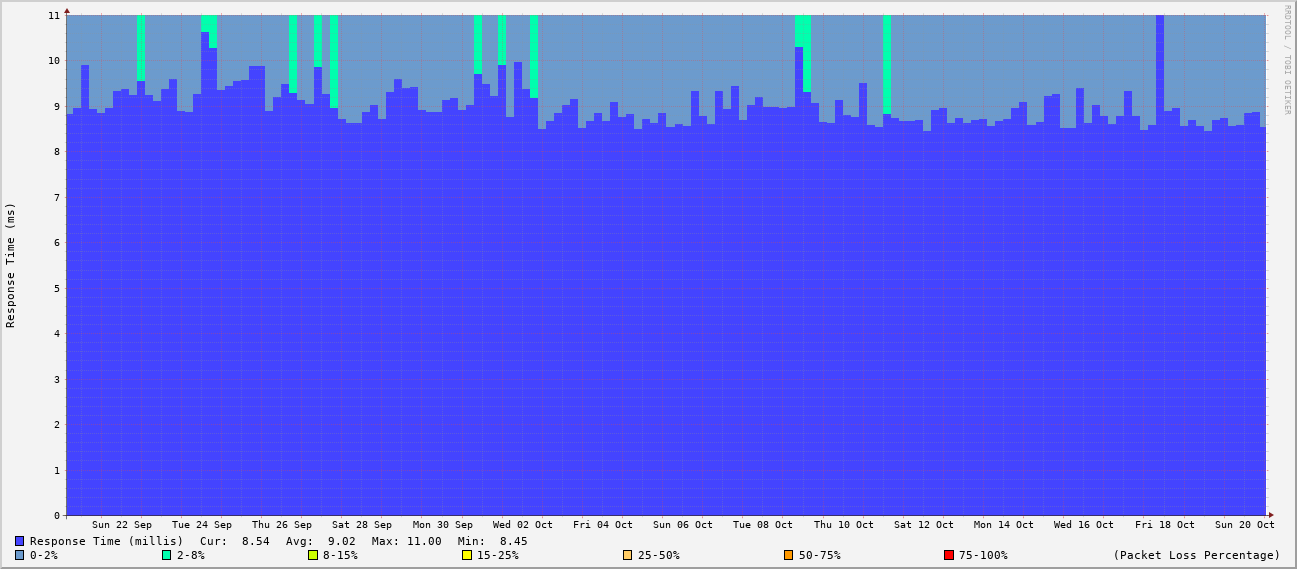 11
10
9
8
7
6
5
4
3
2
1
0
Response Time (ms)
RRDTOOL / TOBI OETIKER
Sun 22 Sep Tue 24 Sep Thu 26 Sep Sat 28 Sep Mon 30 Sep Wed 02 Oct Fri 04 Oct Sun 06 Oct Tue 08 Oct Thu 10 Oct Sat 12 Oct Mon 14 Oct Wed 16 Oct Fri 18 Oct Sun 20 Oct
Response Time (millis) Cur: 8.54 Avg: 9.02 Max: 11.00 Min: 8.45
0-2% 2-8% 8-15% 15-25% 25-50% 50-75% 75-100% (Packet Loss Percentage)